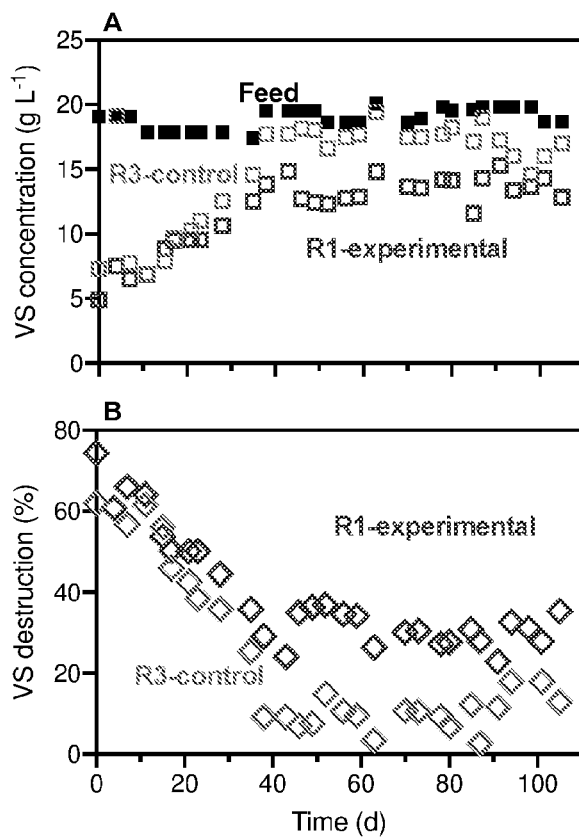 A
25
20
15
10
5
0
VS concentration (g L⁻¹)
Feed
R3-control
R1-experimental
B
80
60
40
20
0
VS destruction (%)
R1-experimental
R3-control
0 20 40 60 80 100
Time (d)